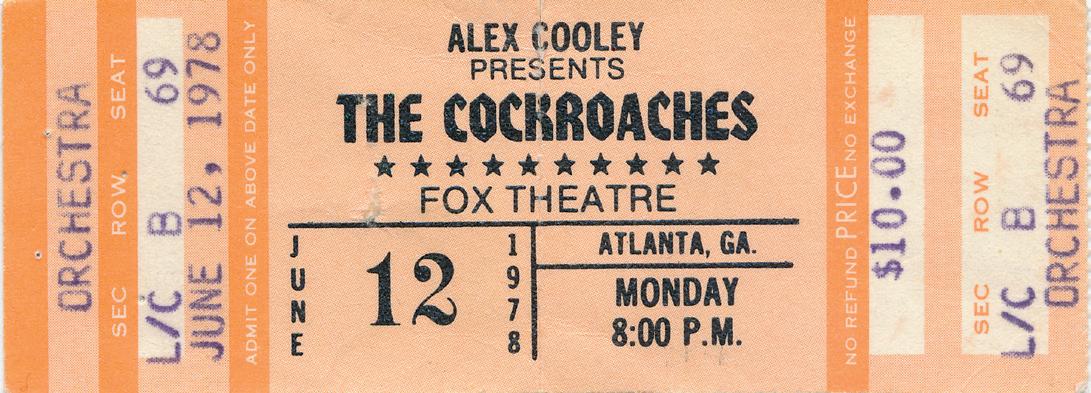 ORCHESTRA
SEC ROW. SEAT
L/C B 69
JUNE 12, 1978
ADMIT ONE ON ABOVE DATE ONLY
ALEX COOLEY
PRESENTS
THE COCKROACHES
★ ★ ★ ★ ★ ★ ★ ★ ★ ★
FOX THEATRE
JUNE 12 1978
ATLANTA, GA.
MONDAY
8:00 P.M.
NO REFUND PRICE NO EXCHANGE
$10.00
SEC ROW SEAT
L/C B 69
ORCHESTRA